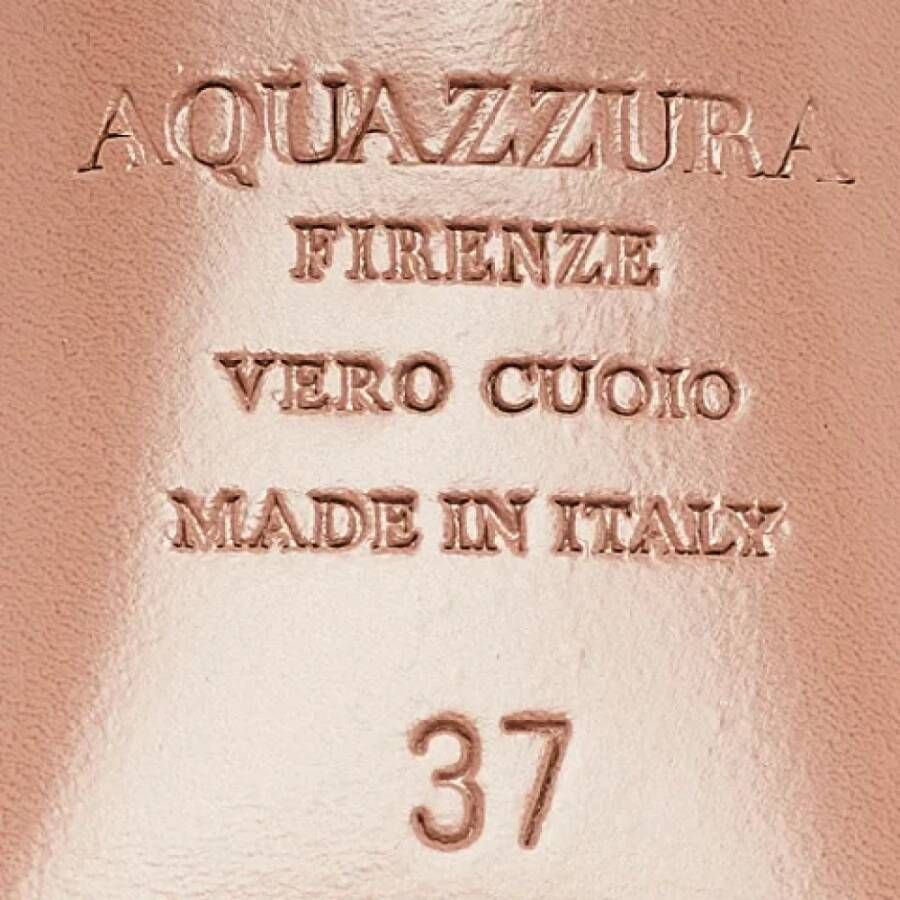 AQUAZZURA
FIRENZE
VERO CUOIO
MADE IN ITALY
37